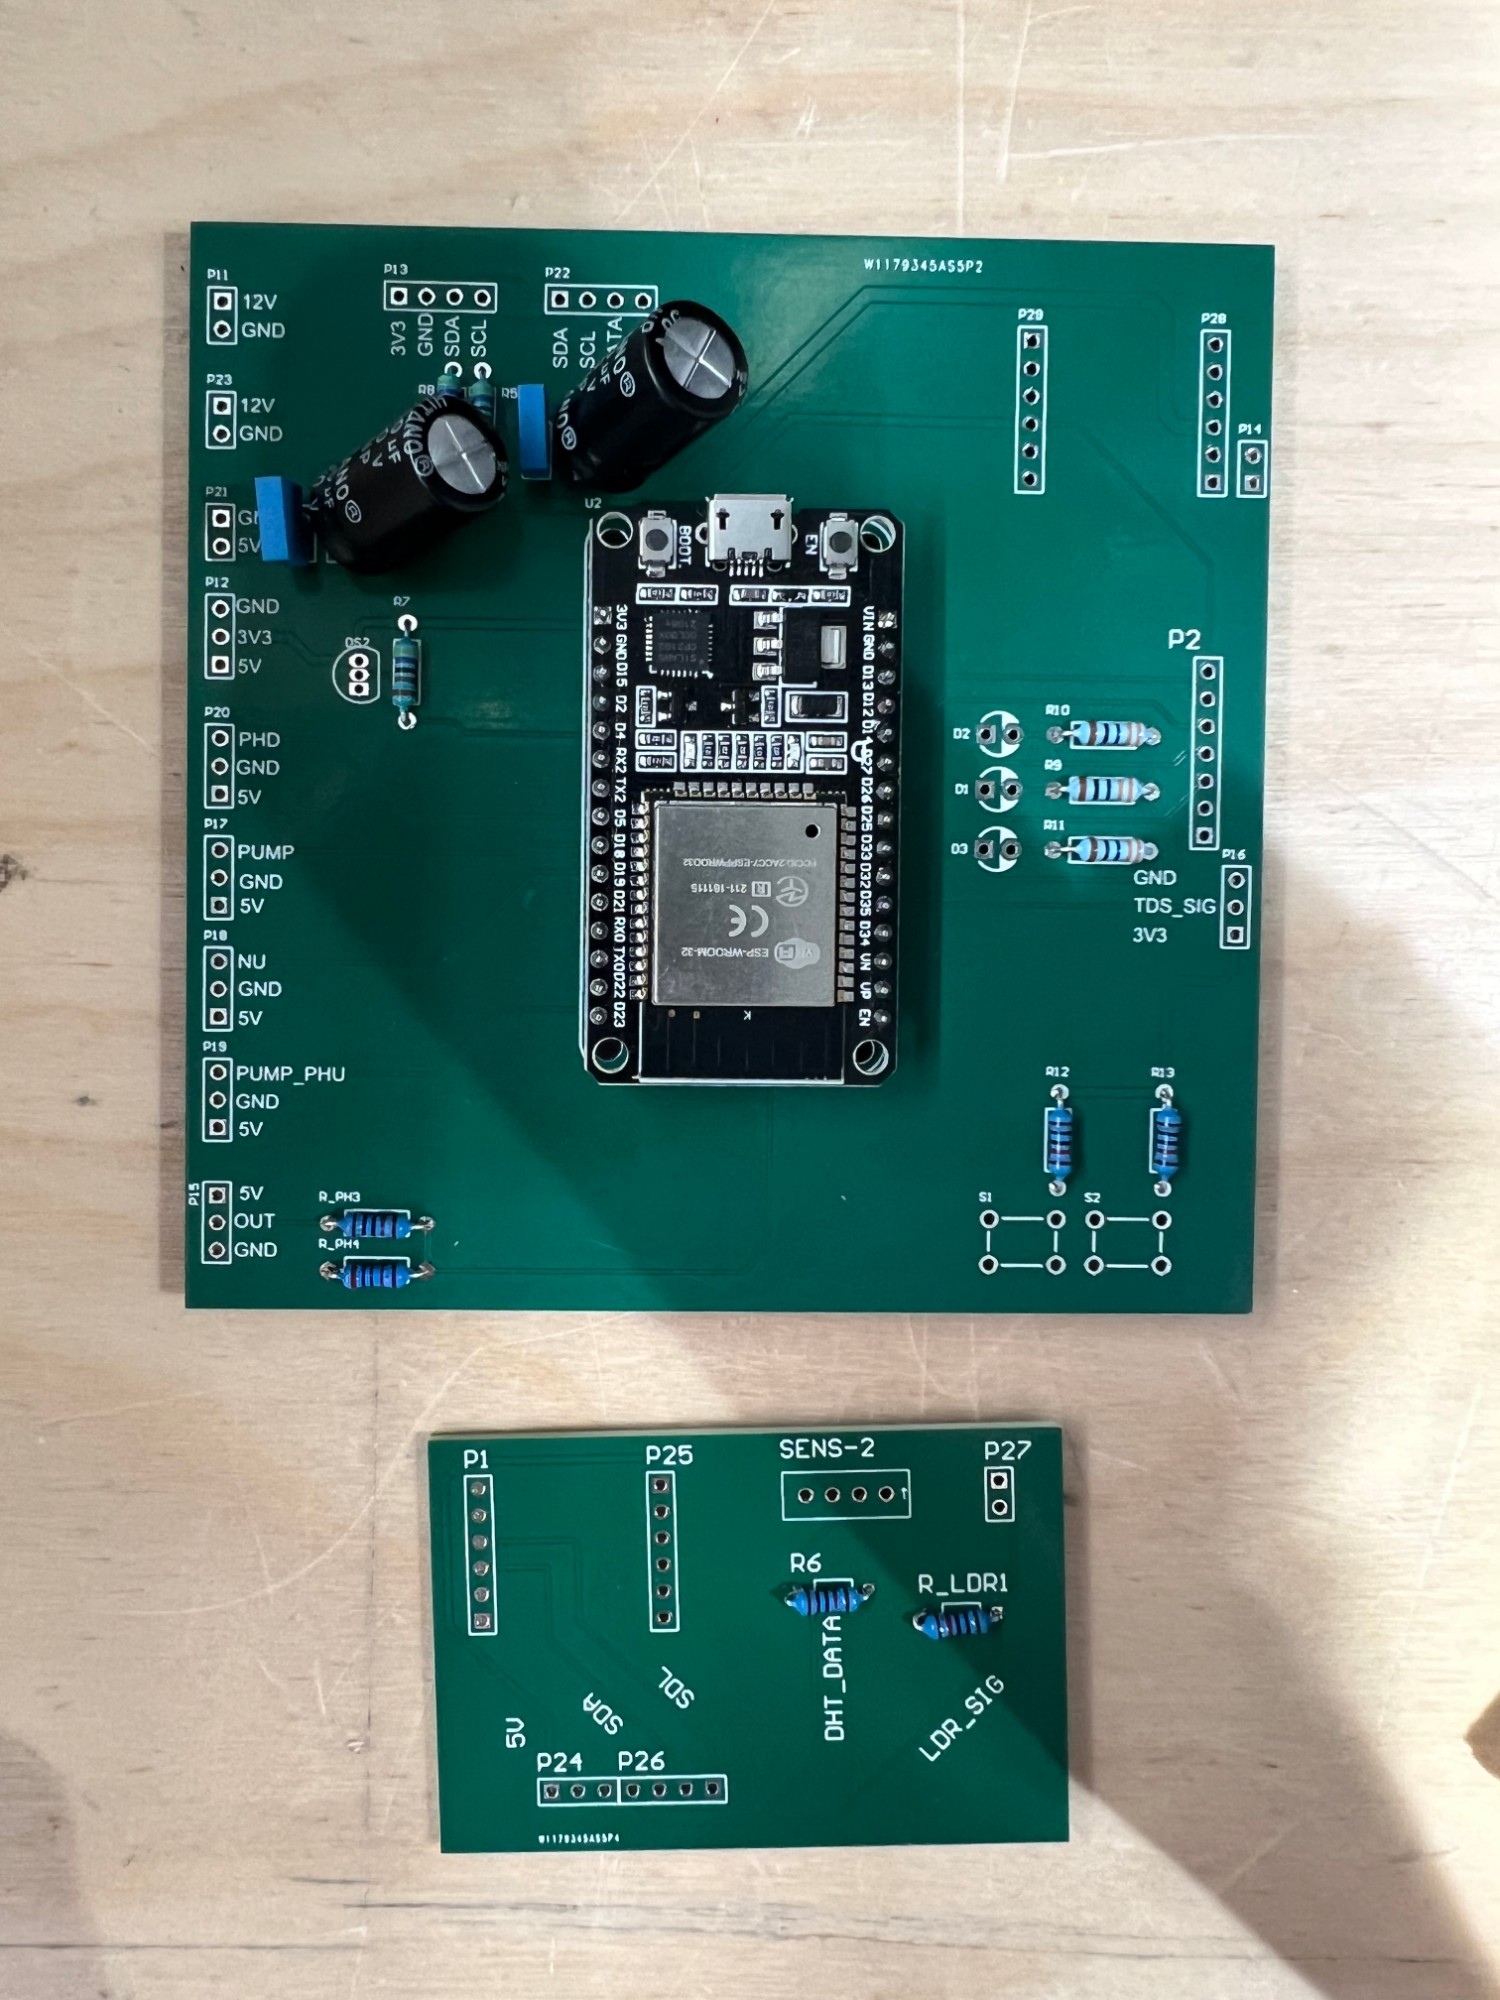 W1179345AS5P2
P11
12V
GND
P13
3V3
GND
SDA
SCL
P22
SDA
SCL
P29
P28
P14
P23
12V
GND
R8
R5
P21
5V
U2
BOOT
EN
P12
GND
3V3
5V
R7
DS2
3V3 GND D15 D2 D4 RX2 TX2 D5 D18 D19 D21 RX0 TX0 D22 D23
VIN GND D13 D12 D27 D26 D25 D33 D32 D35 D34 VN VP EN
P2
P20
PHD
GND
5V
D2
R10
D1
R9
D3
R11
P17
PUMP
GND
5V
P16
GND
TDS_SIG
3V3
211-161115
R
CE
ESP-WROOM-32
P18
NU
GND
5V
P19
PUMP_PHU
GND
5V
R12
R13
P15
5V
OUT
GND
R_PH3
R_PH4
S1
S2
P1
P25
SENS-2
P27
R6
R_LDR1
DHT_DATA
LDR_SIG
5V
SDA
SDL
P24
P26
W1179345AS5P4